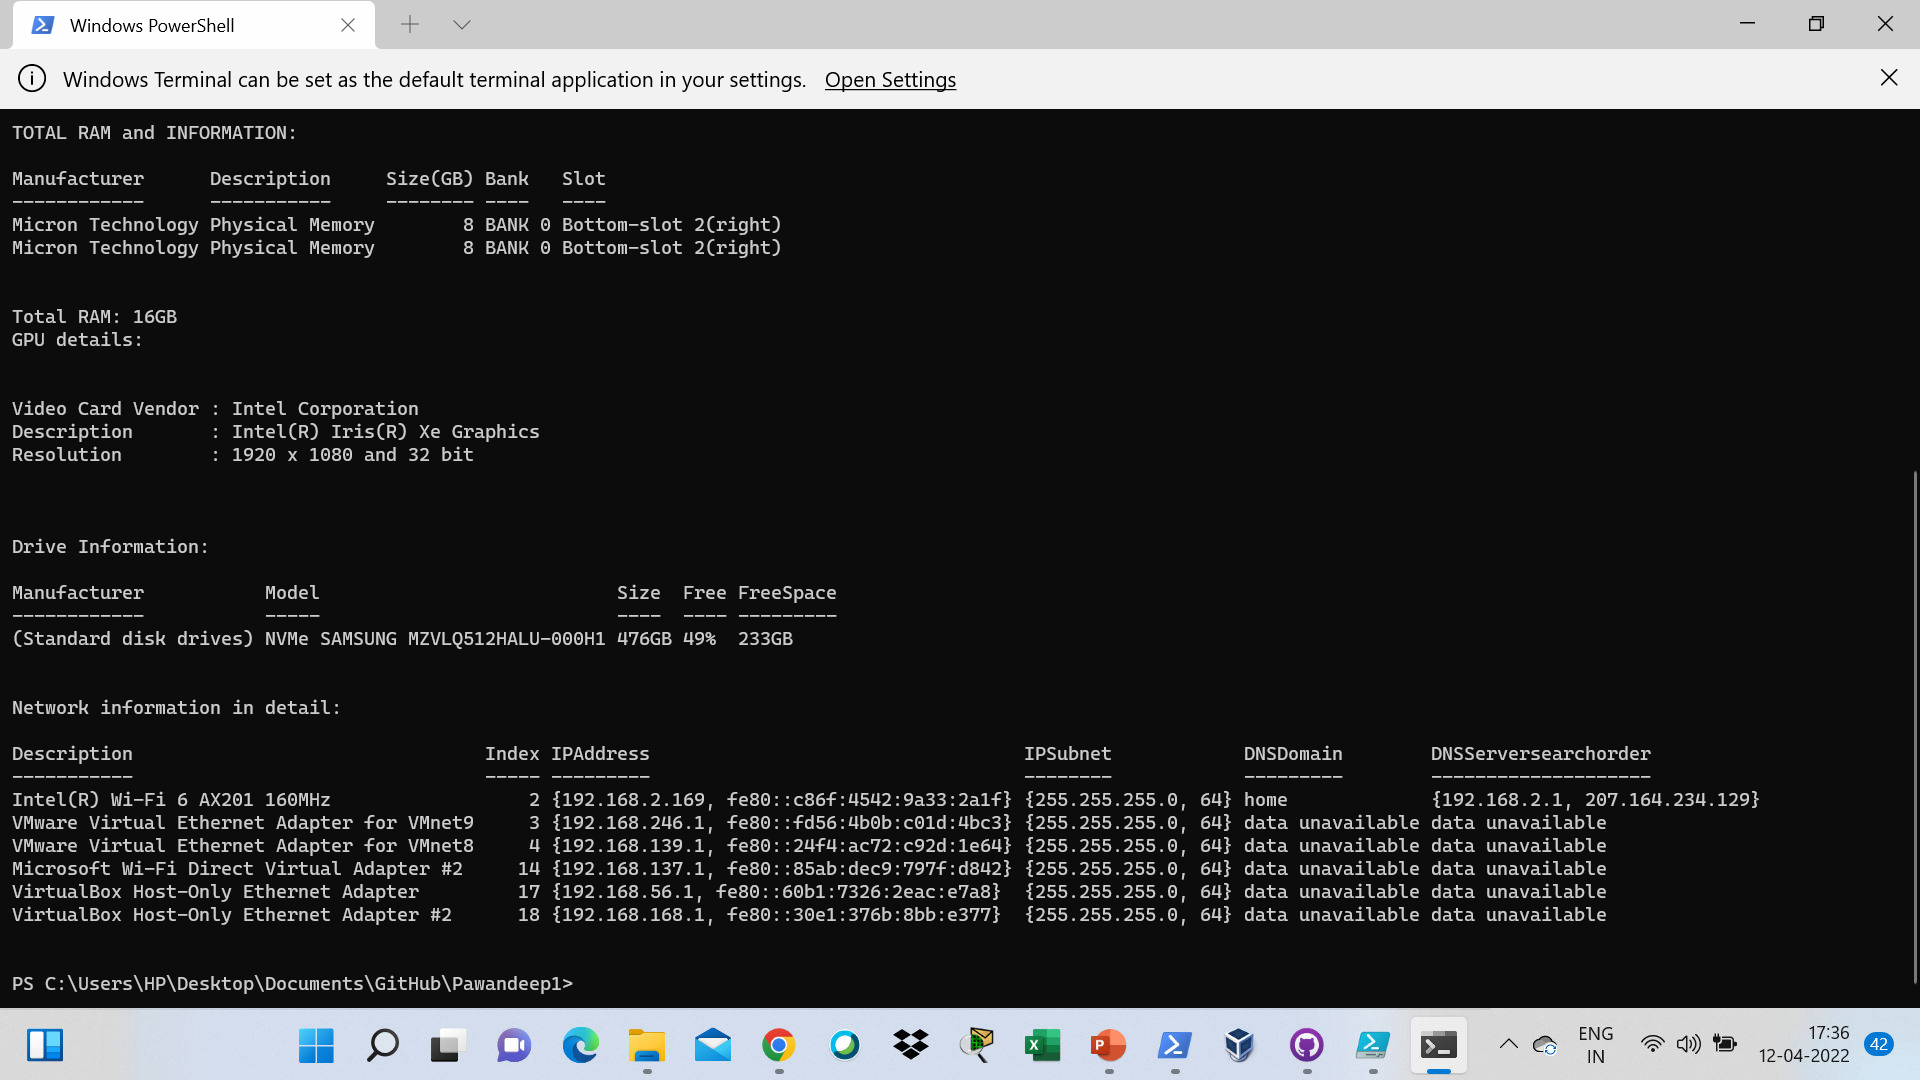 Windows PowerShell
Windows Terminal can be set as the default terminal application in your settings. Open Settings
TOTAL RAM and INFORMATION:
Manufacturer      Description     Size(GB) Bank   Slot
------------      -----------     -------- ----   ----
Micron Technology Physical Memory        8 BANK 0 Bottom-slot 2(right)
Micron Technology Physical Memory        8 BANK 0 Bottom-slot 2(right)
Total RAM: 16GB
GPU details:
Video Card Vendor : Intel Corporation
Description       : Intel(R) Iris(R) Xe Graphics
Resolution        : 1920 x 1080 and 32 bit
Drive Information:
Manufacturer           Model                           Size  Free FreeSpace
------------           -----                           ----  ---- ---------
(Standard disk drives) NVMe SAMSUNG MZVLQ512HALU-000H1 476GB 49%  233GB
Network information in detail:
Description                                Index IPAddress                                  IPSubnet            DNSDomain        DNSServersearchorder
-----------                                ----- ---------                                  --------            ---------        --------------------
Intel(R) Wi-Fi 6 AX201 160MHz                  2 {192.168.2.169, fe80::c86f:4542:9a33:2a1f} {255.255.255.0, 64} home             {192.168.2.1, 207.164.234.129}
VMware Virtual Ethernet Adapter for VMnet9     3 {192.168.246.1, fe80::fd56:4b0b:c01d:4bc3} {255.255.255.0, 64} data unavailable data unavailable
VMware Virtual Ethernet Adapter for VMnet8     4 {192.168.139.1, fe80::24f4:ac72:c92d:1e64} {255.255.255.0, 64} data unavailable data unavailable
Microsoft Wi-Fi Direct Virtual Adapter #2     14 {192.168.137.1, fe80::85ab:dec9:797f:d842} {255.255.255.0, 64} data unavailable data unavailable
VirtualBox Host-Only Ethernet Adapter         17 {192.168.56.1, fe80::60b1:7326:2eac:e7a8}  {255.255.255.0, 64} data unavailable data unavailable
VirtualBox Host-Only Ethernet Adapter #2      18 {192.168.168.1, fe80::30e1:376b:8bb:e377}  {255.255.255.0, 64} data unavailable data unavailable
PS C:\Users\HP\Desktop\Documents\GitHub\Pawandeep1>
ENG
IN
17:36
12-04-2022
42